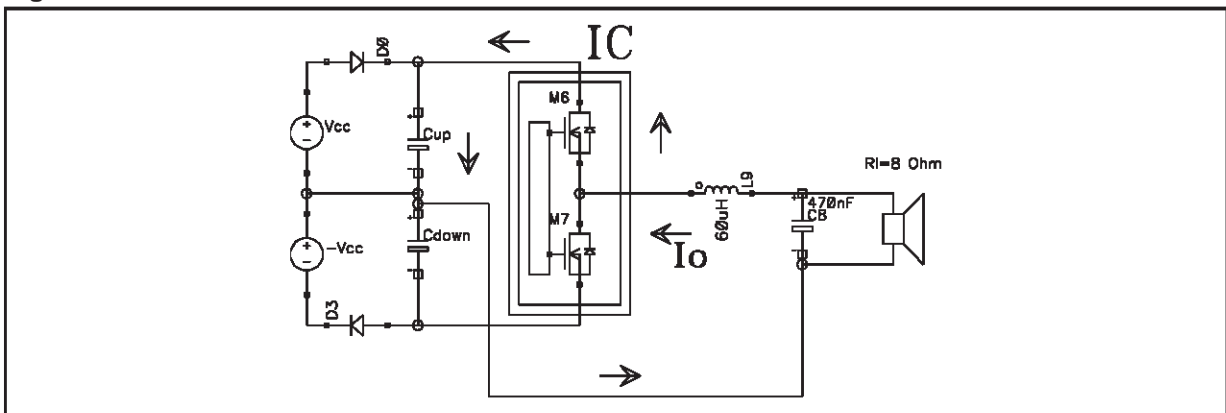 IC
D0
M6
Vcc
Cup
Rl=8 Ohm
L9
470nF
CB
60uH
M7
Io
-Vcc
Cdown
D3